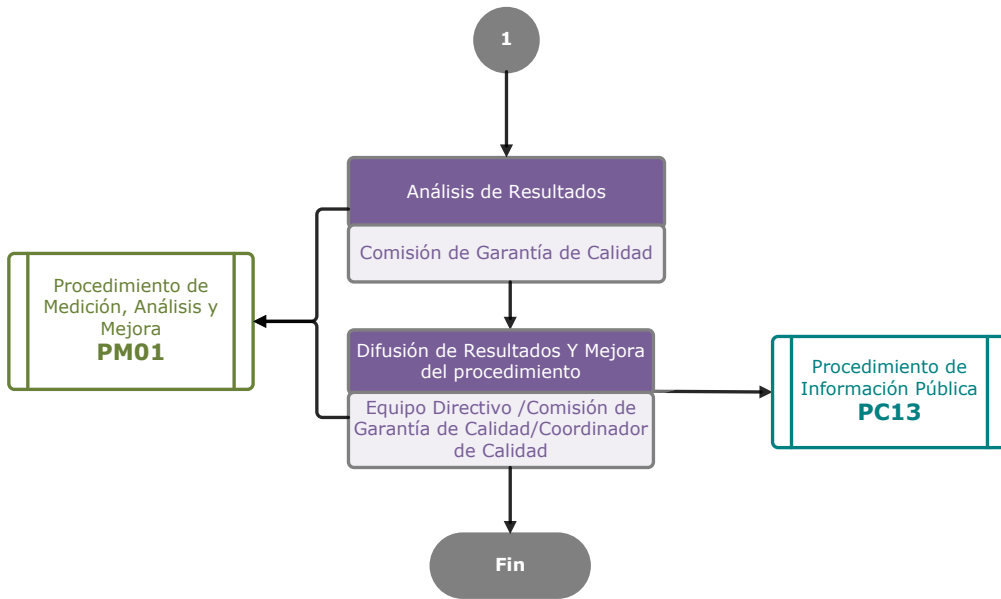 1
Análisis de Resultados
Comisión de Garantía de Calidad
Procedimiento de
Medición, Análisis y
Mejora
PM01
Difusión de Resultados Y Mejora
del procedimiento
Equipo Directivo /Comisión de
Garantía de Calidad/Coordinador
de Calidad
Procedimiento de
Información Pública
PC13
Fin